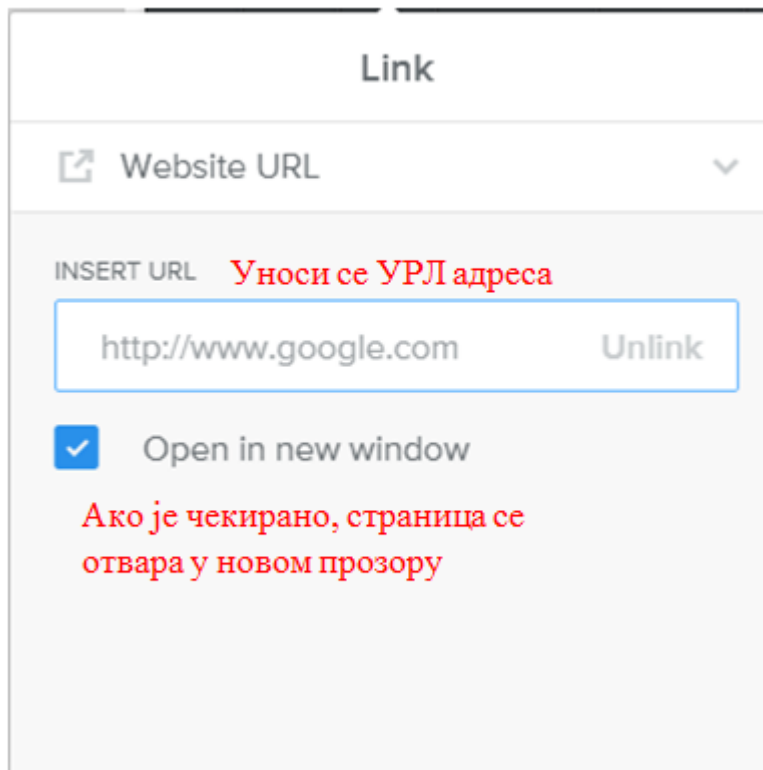 Link
Website URL
INSERT URL Уноси се УРЛ адреса
http://www.google.com Unlink
Open in new window
Ако је чекирано, страница се
отвара у новом прозору